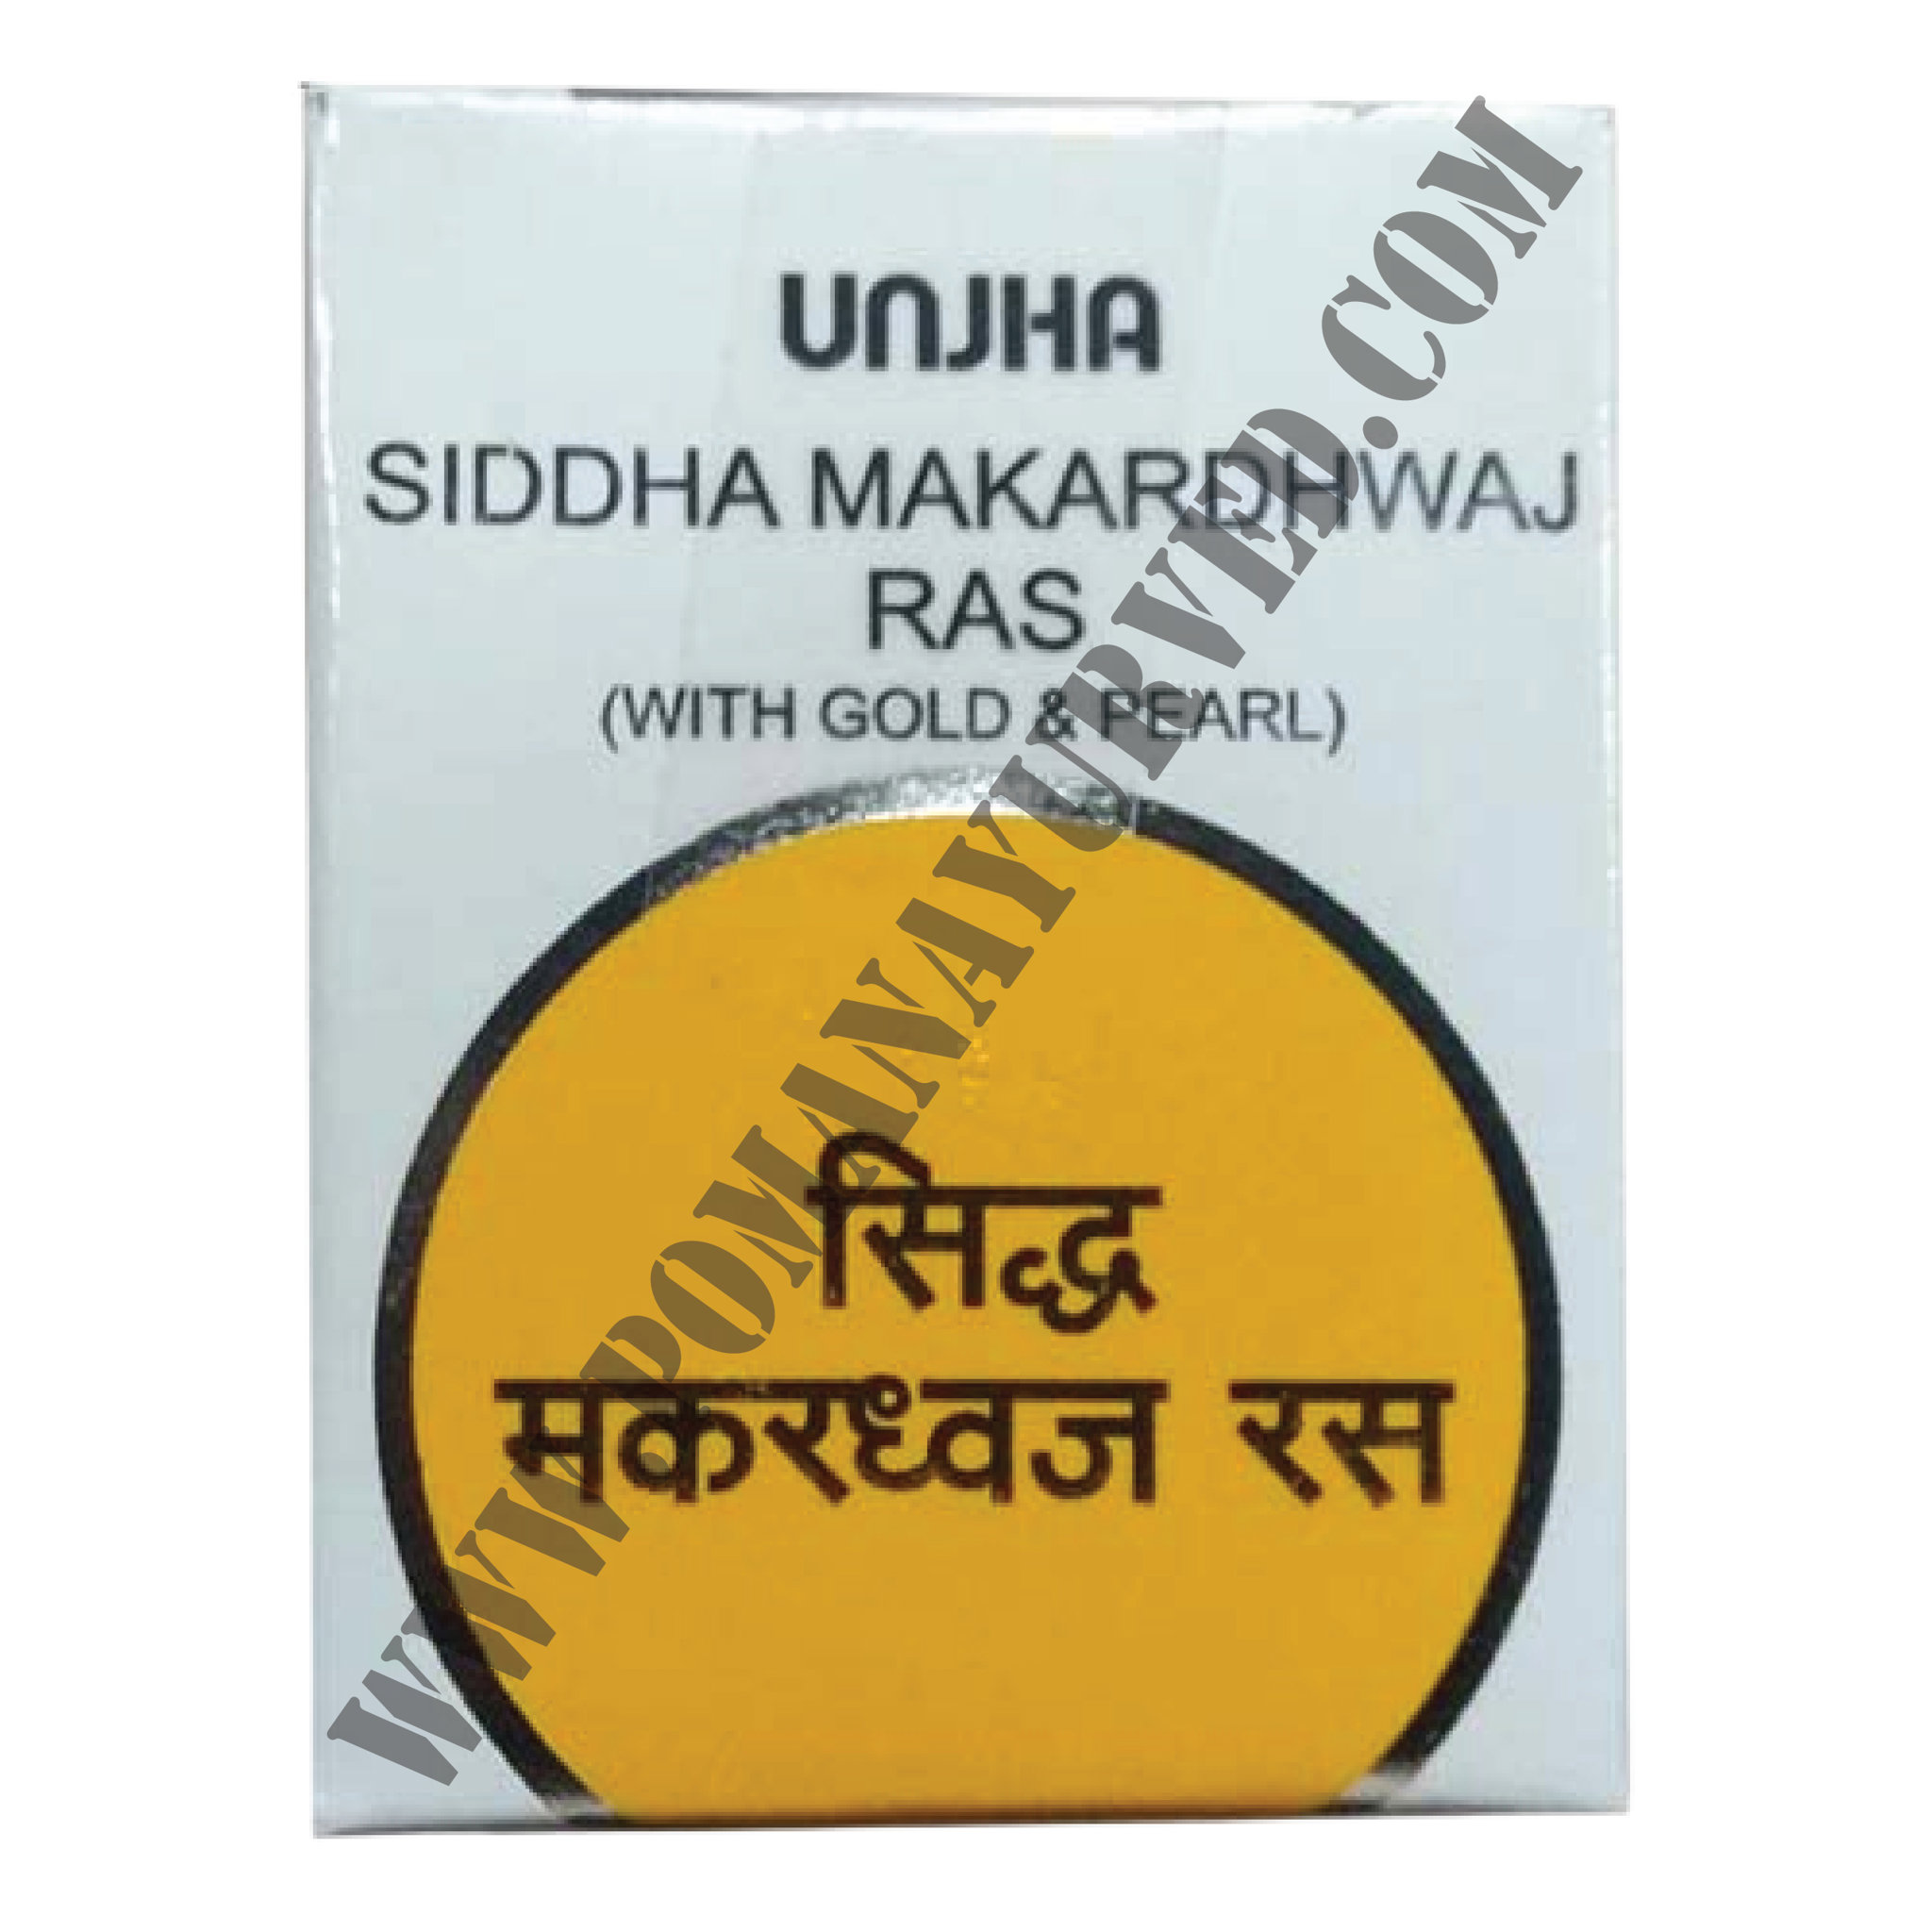 UNJHA
SIDDHA MAKARDHWAJ
RAS
(WITH GOLD & PEARL)
सिद्ध
मकरध्वज रस
WWW.POMANAYURVED.COM